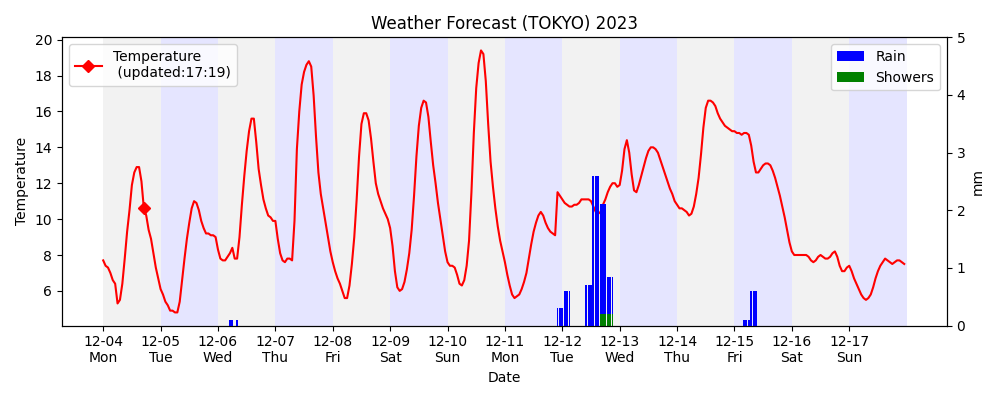 Weather Forecast (TOKYO) 2023
Temperature
(updated:17:19)
Rain
Showers
20
18
16
14
12
10
8
6
Temperature
5
4
3
2
1
0
mm
12-04 12-05 12-06 12-07 12-08 12-09 12-10 12-11 12-12 12-13 12-14 12-15 12-16 12-17
Mon Tue Wed Thu Fri Sat Sun Mon Tue Wed Thu Fri Sat Sun
Date